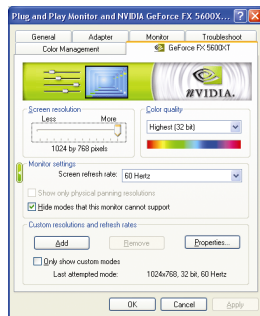 Plug and Play Monitor and NVIDIA GeForce FX 5600X...
General
Adapter
Monitor
Troubleshoot
Color Management
GeForce FX 5600XT
NVIDIA.
Screen resolution
Less
More
1024 by 768 pixels
Color quality
Highest (32 bit)
Monitor settings
Screen refresh rate:
60 Hertz
Show only physical panning resolutions
Hide modes that this monitor cannot support
Custom resolutions and refresh rates
Add
Remove
Properties...
Only show custom modes
Last attempted mode:
1024x768, 32 bit, 60 Hertz
OK
Cancel
Apply